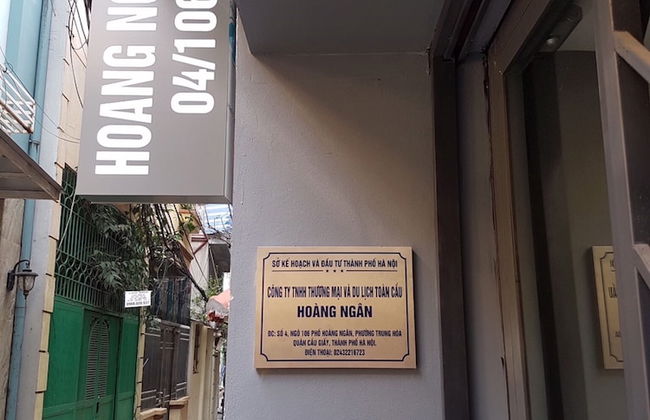 HOANG NG
04/106
SỞ KẾ HOẠCH VÀ ĐẦU TƯ THÀNH PHỐ HÀ NỘI
***
CÔNG TY TNHH THƯƠNG MẠI VÀ DU LỊCH TOÀN CẦU
HOÀNG NGÂN
ĐC: SỐ 4, NGÕ 106 PHỐ HOÀNG NGÂN, PHƯỜNG TRUNG HÒA
QUẬN CẦU GIẤY, THÀNH PHỐ HÀ NỘI.
ĐIỆN THOẠI: 02432216723